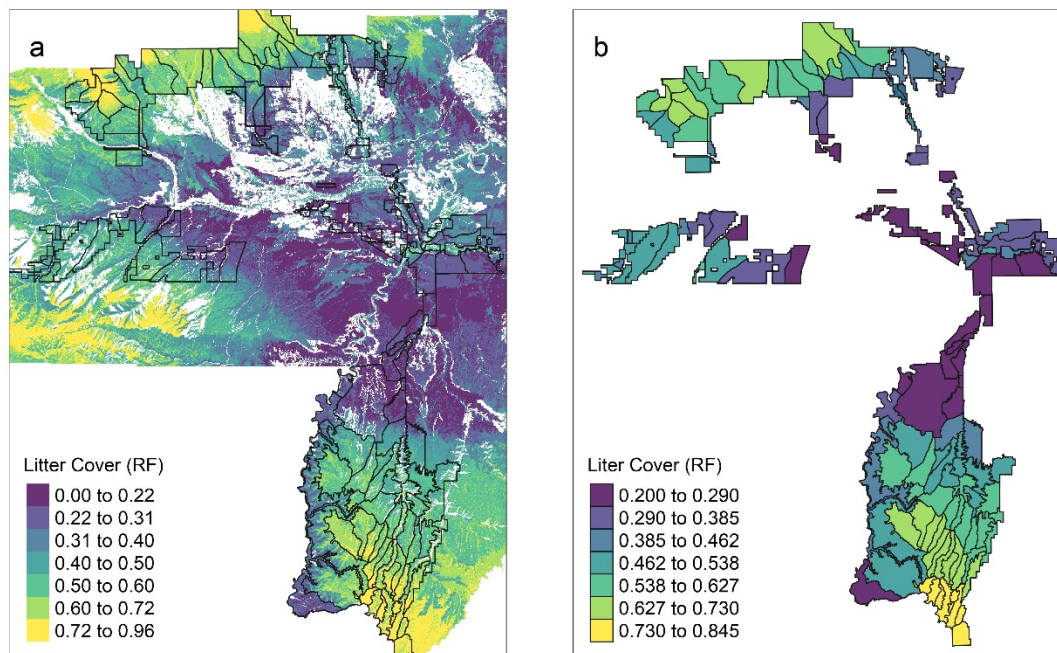 a
Litter Cover (RF)
0.00 to 0.22
0.22 to 0.31
0.31 to 0.40
0.40 to 0.50
0.50 to 0.60
0.60 to 0.72
0.72 to 0.96
b
Liter Cover (RF)
0.200 to 0.290
0.290 to 0.385
0.385 to 0.462
0.462 to 0.538
0.538 to 0.627
0.627 to 0.730
0.730 to 0.845